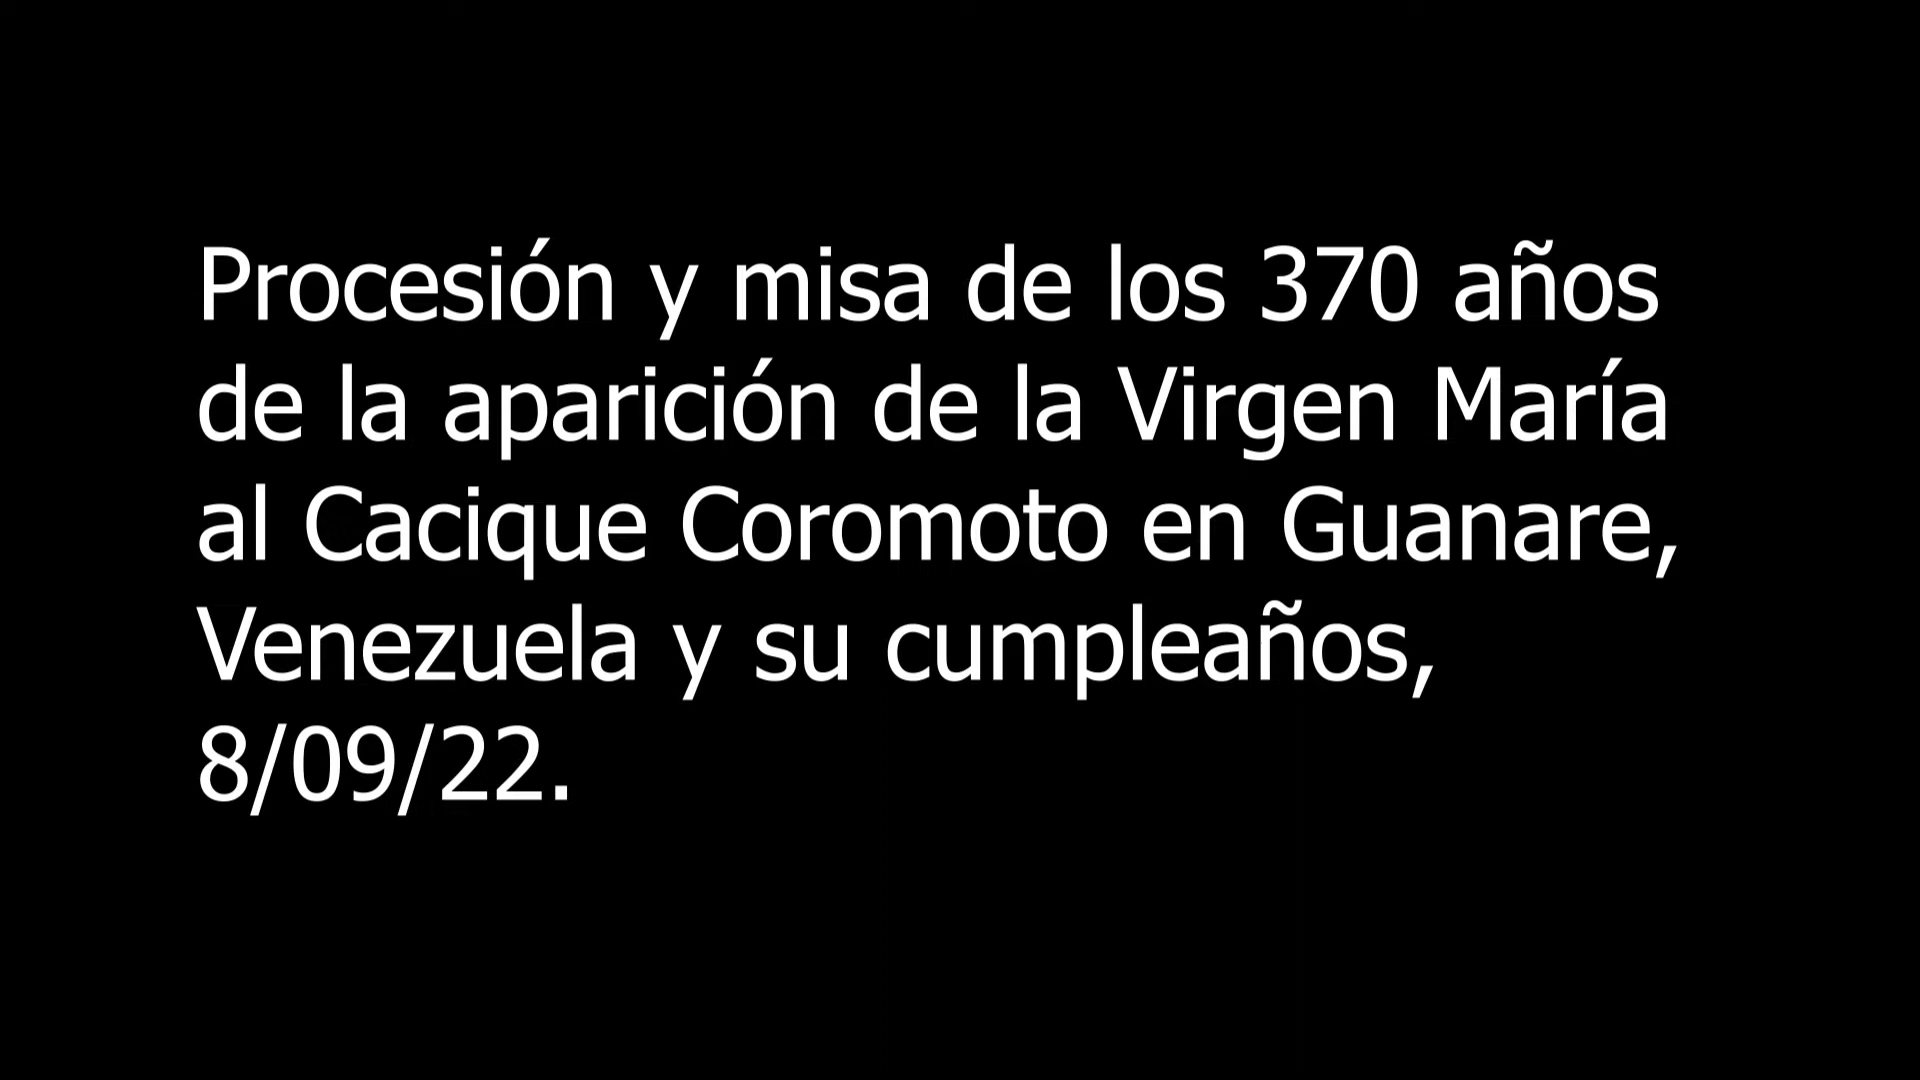 Procesión y misa de los 370 años
de la aparición de la Virgen María
al Cacique Coromoto en Guanare,
Venezuela y su cumpleaños,
8/09/22.